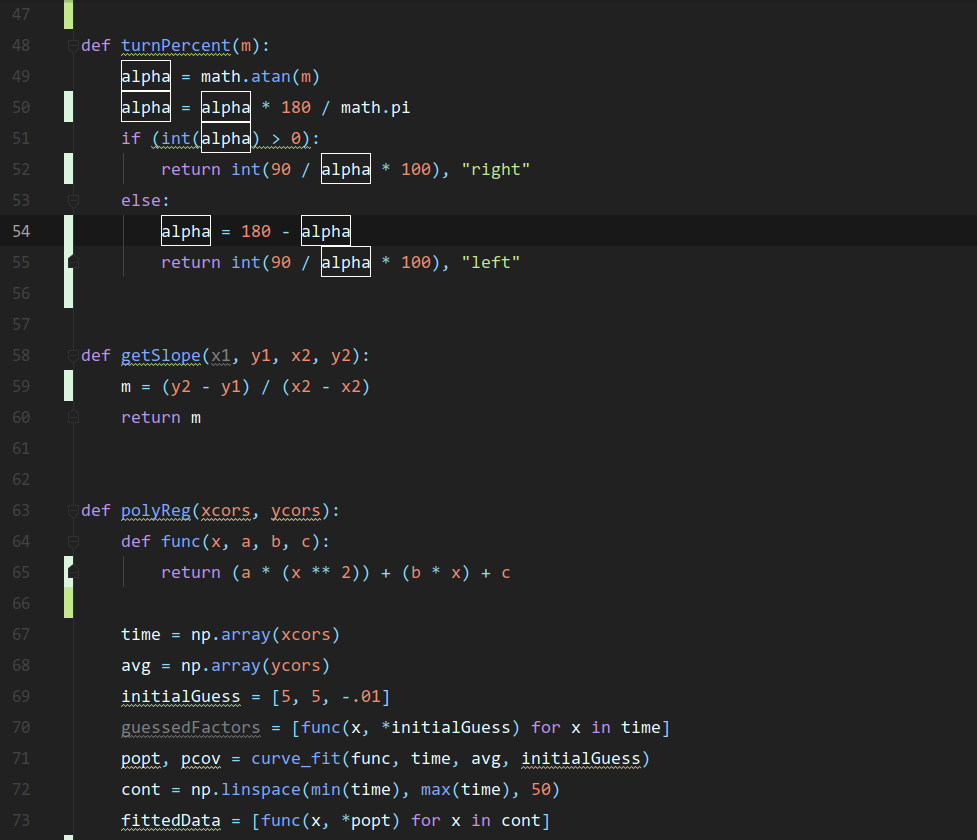 47
48 def turnPercent(m):
49     alpha = math.atan(m)
50     alpha = alpha * 180 / math.pi
51     if (int(alpha) > 0):
52         return int(90 / alpha * 100), "right"
53     else:
54         alpha = 180 - alpha
55         return int(90 / alpha * 100), "left"
56
57
58 def getSlope(x1, y1, x2, y2):
59     m = (y2 - y1) / (x2 - x2)
60     return m
61
62
63 def polyReg(xcors, ycors):
64     def func(x, a, b, c):
65         return (a * (x ** 2)) + (b * x) + c
66
67     time = np.array(xcors)
68     avg = np.array(ycors)
69     initialGuess = [5, 5, -.01]
70     guessedFactors = [func(x, *initialGuess) for x in time]
71     popt, pcov = curve_fit(func, time, avg, initialGuess)
72     cont = np.linspace(min(time), max(time), 50)
73     fittedData = [func(x, *popt) for x in cont]